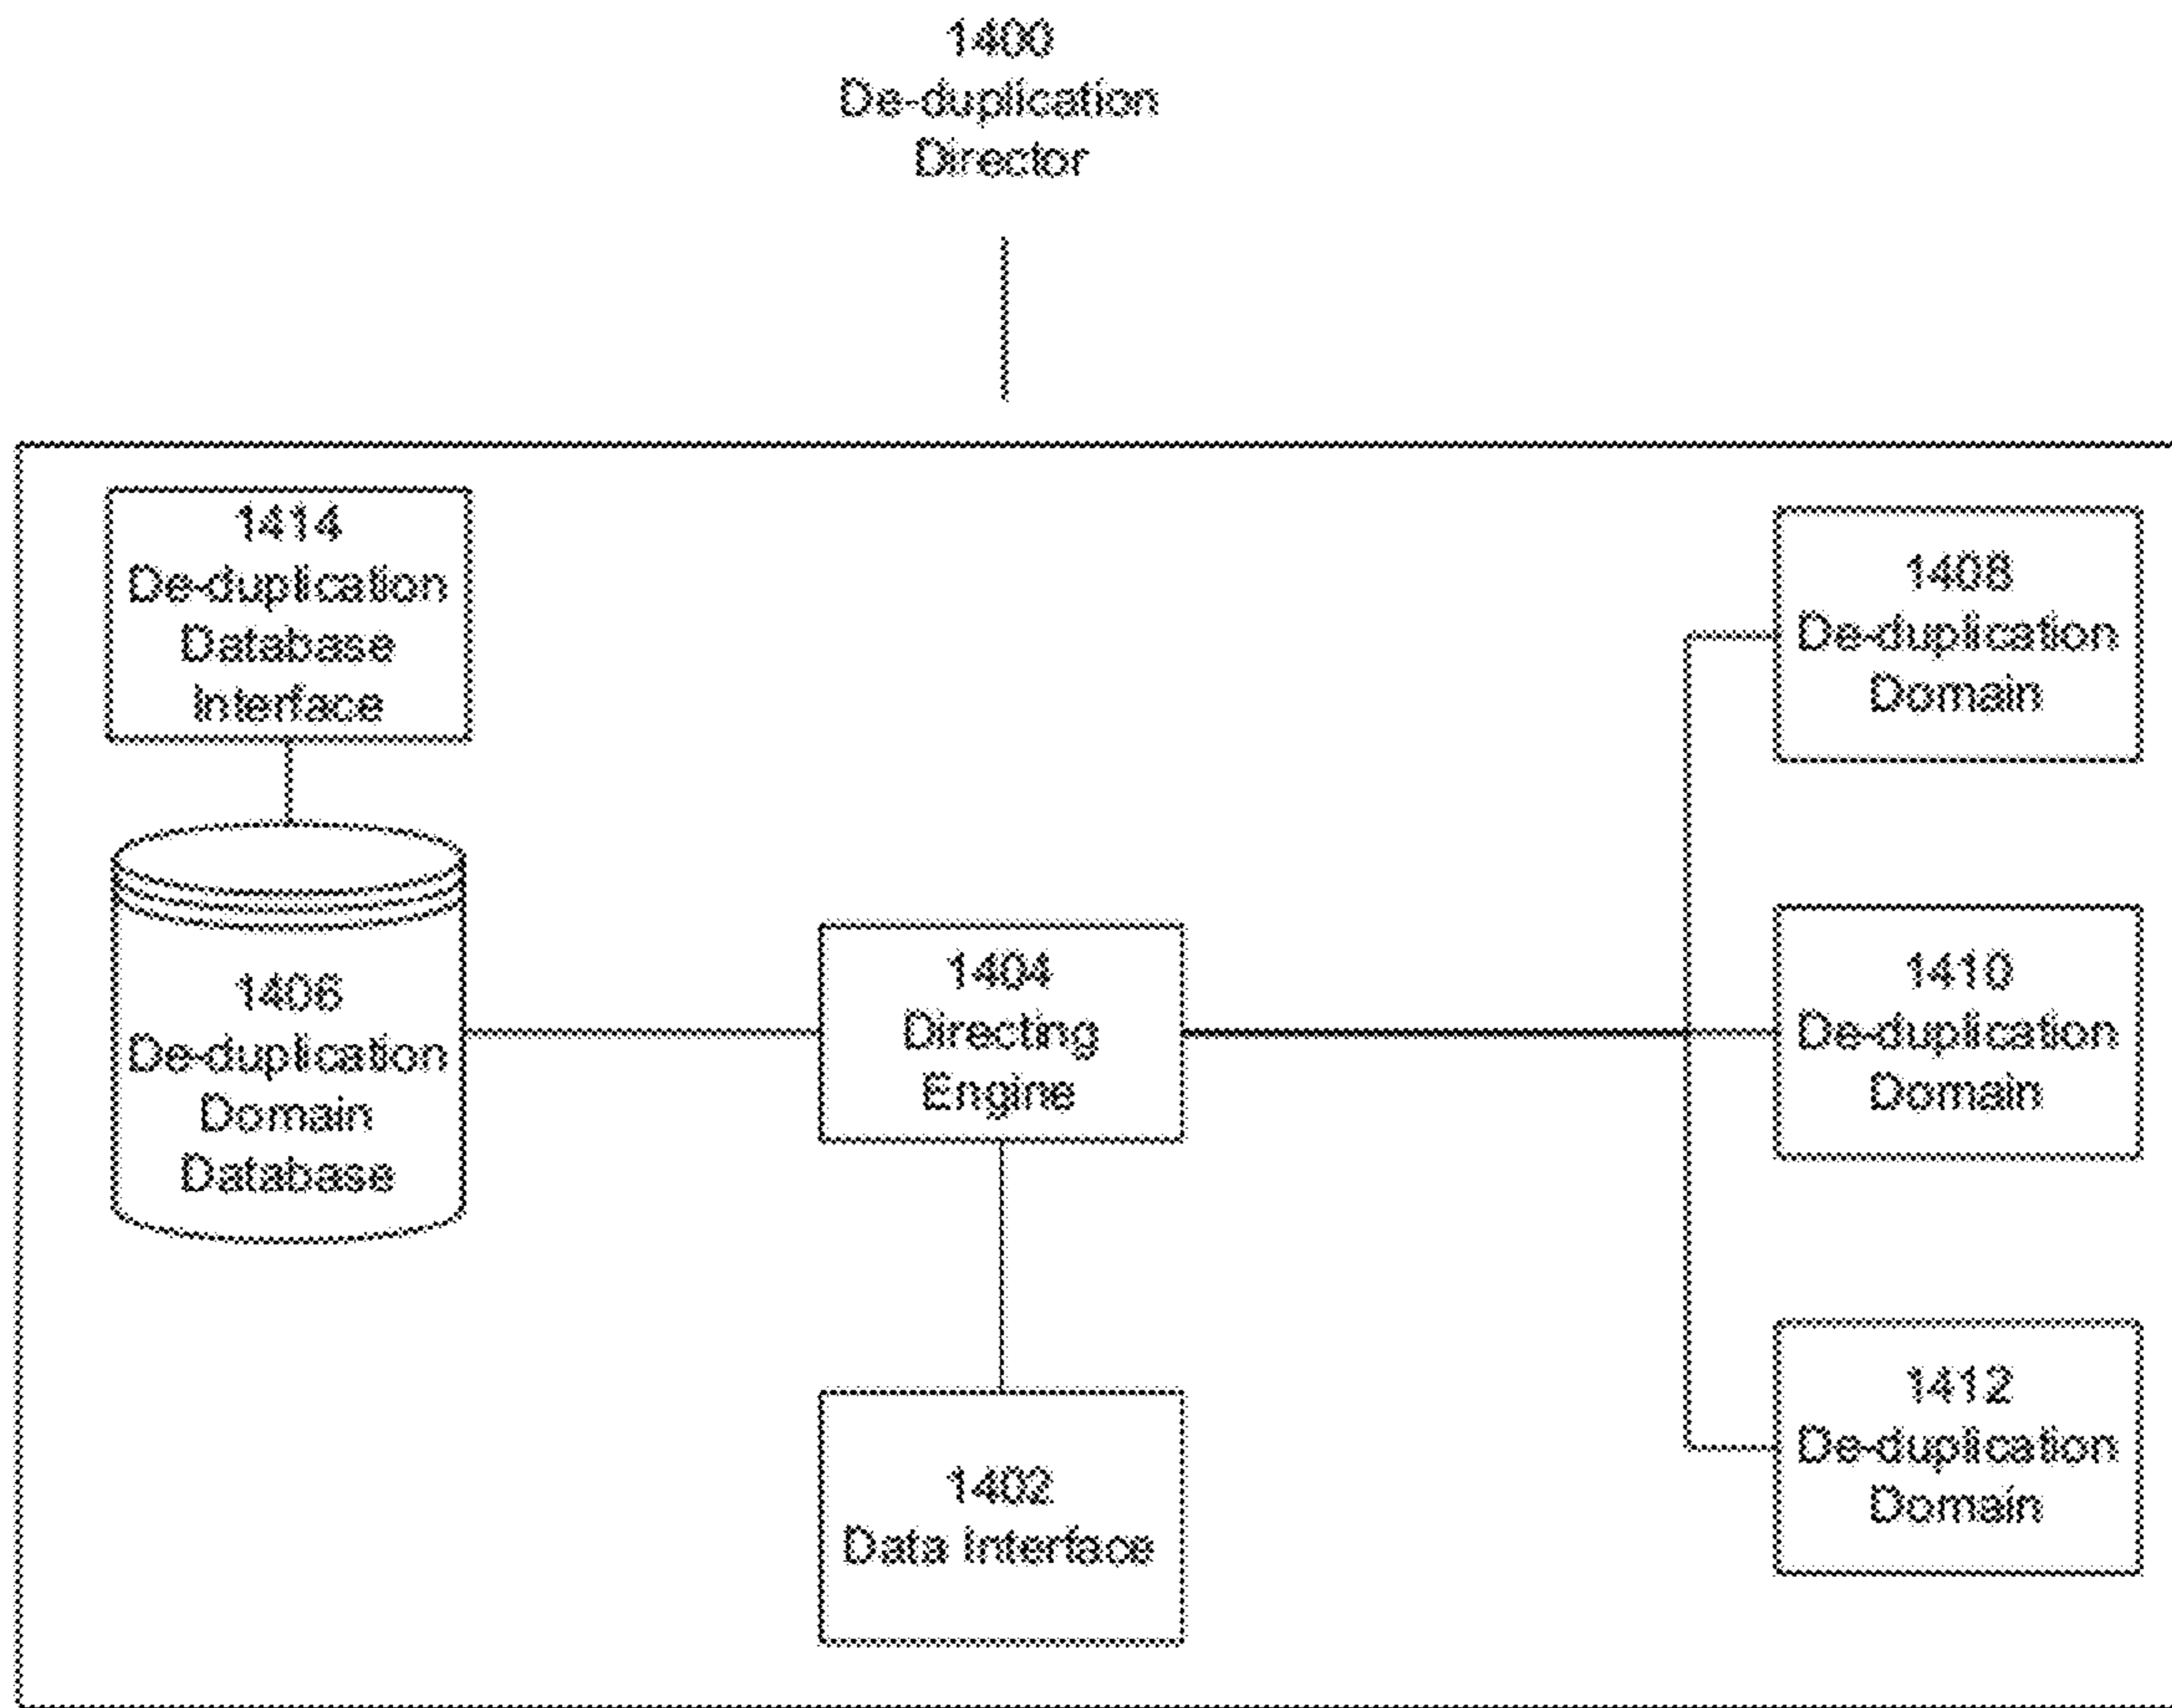 1400
De-duplication
Director
1414
De-duplication
Database
Interface
1408
De-duplication
Domain
1406
De-duplication
Domain
Database
1404
Directing
Engine
1410
De-duplication
Domain
1402
Data Interface
1412
De-duplication
Domain